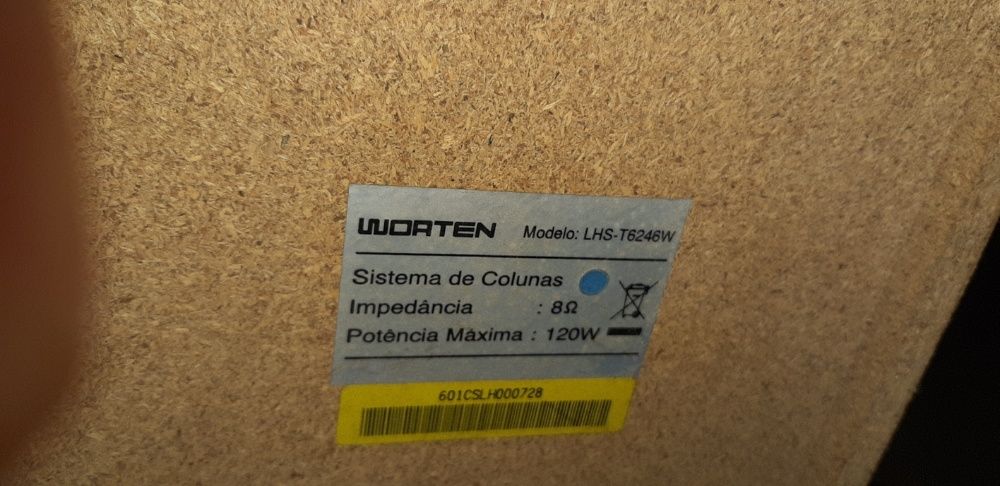 WORTEN Modelo: LHS-T6246W
Sistema de Colunas
Impedância : 8Ω
Potência Máxima : 120W
601CSLH000728